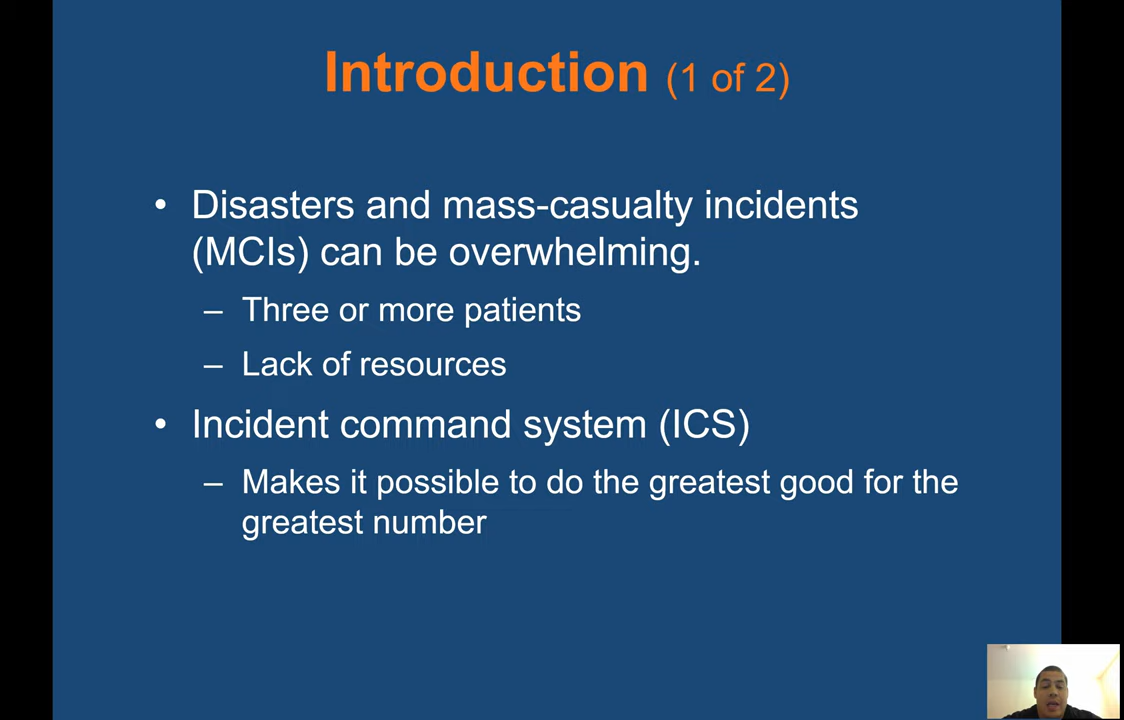 Introduction (1 of 2)
• Disasters and mass-casualty incidents
(MCIs) can be overwhelming.
– Three or more patients
– Lack of resources
• Incident command system (ICS)
– Makes it possible to do the greatest good for the
greatest number